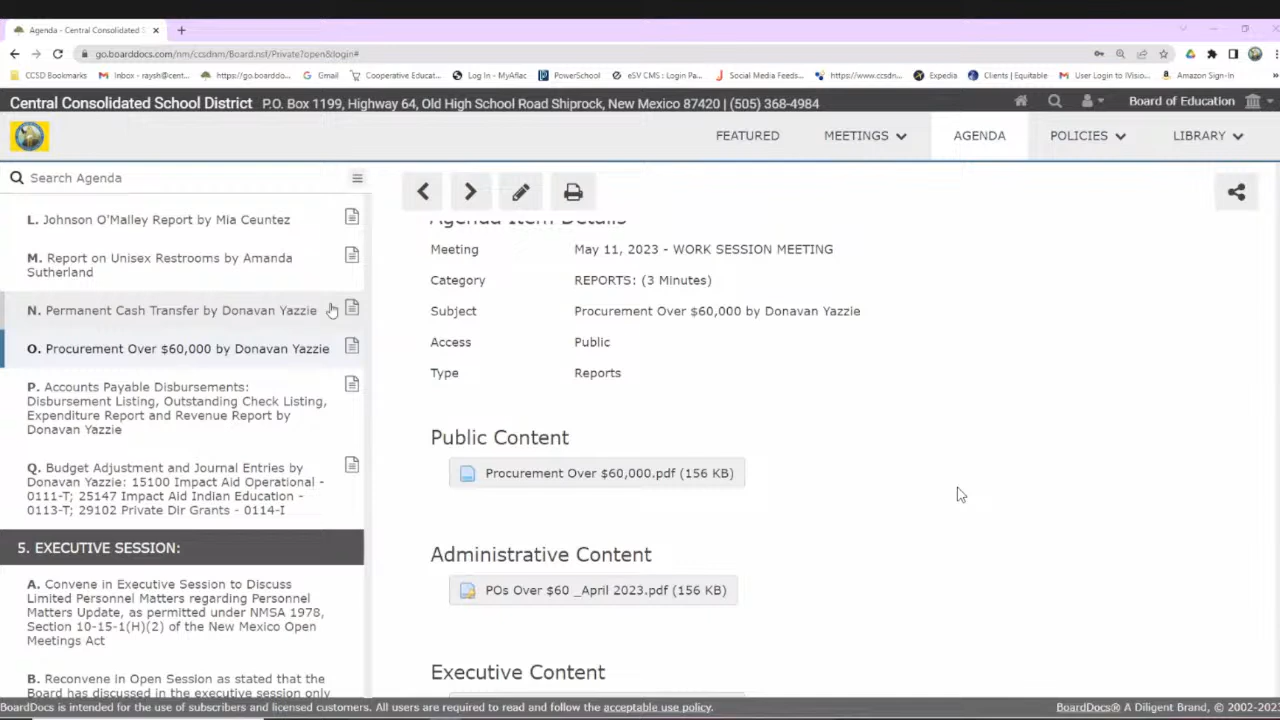 Agenda - Central Consolidated S
go.boarddocs.com/nm/ccsdnm/Board.nsf/Private?open&login#
CCSD Bookmarks Inbox - raysh@cent... https://go.boarddo... Gmail Cooperative Educat... Log In - MyAflac PowerSchool eSV CMS : Login Pa... Social Media Feeds... https://www.ccsdn... Expedia Clients | Equitable User Login to iVisio... Amazon Sign-In »
Central Consolidated School District P.O. Box 1199, Highway 64, Old High School Road Shiprock, New Mexico 87420 | (505) 368-4984
Board of Education
FEATURED MEETINGS AGENDA POLICIES LIBRARY
Search Agenda
L. Johnson O'Malley Report by Mia Ceuntez
M. Report on Unisex Restrooms by Amanda
Sutherland
N. Permanent Cash Transfer by Donavan Yazzie
O. Procurement Over $60,000 by Donavan Yazzie
P. Accounts Payable Disbursements:
Disbursement Listing, Outstanding Check Listing,
Expenditure Report and Revenue Report by
Donavan Yazzie
Q. Budget Adjustment and Journal Entries by
Donavan Yazzie: 15100 Impact Aid Operational -
0111-T; 25147 Impact Aid Indian Education -
0113-T; 29102 Private Dir Grants - 0114-I
5. EXECUTIVE SESSION:
A. Convene in Executive Session to Discuss
Limited Personnel Matters regarding Personnel
Matters Update, as permitted under NMSA 1978,
Section 10-15-1(H)(2) of the New Mexico Open
Meetings Act
B. Reconvene in Open Session as stated that the
Board has discussed in the executive session only
Agenda Item Details
Meeting May 11, 2023 - WORK SESSION MEETING
Category REPORTS: (3 Minutes)
Subject Procurement Over $60,000 by Donavan Yazzie
Access Public
Type Reports
Public Content
Procurement Over $60,000.pdf (156 KB)
Administrative Content
POs Over $60 _April 2023.pdf (156 KB)
Executive Content
BoardDocs is intended for the use of subscribers and licensed customers. All users are required to read and follow the acceptable use policy.
BoardDocs® A Diligent Brand, © 2002-202